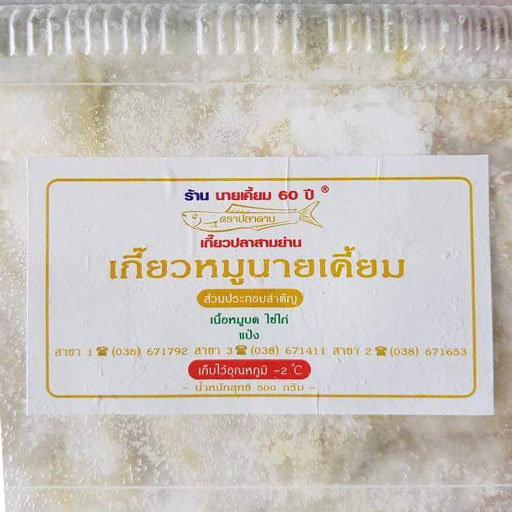 ร้าน นายเคี้ยม 60 ปี ®
ตราปลาดาบ
เกี๊ยวปลาสามย่าน
เกี๊ยวหมูนายเคี้ยม
ส่วนประกอบสำคัญ
เนื้อหมูบด ไข่ไก่
แป้ง
สาขา 1 ☎ (038) 671792 สาขา 3 ☎ (038) 671411 สาขา 2 ☎ (038) 671653
เก็บไว้อุณหภูมิ -2 ℃
- น้ำหนักสุทธิ 500 กรัม -